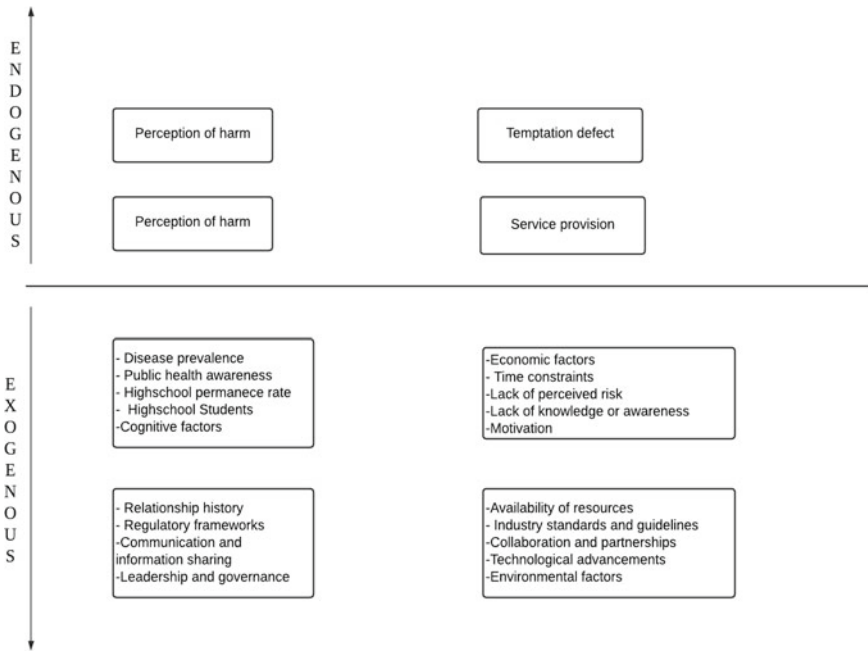 ENDOGENOUS
Perception of harm
Temptation defect
Perception of harm
Service provision
EXOGENOUS
- Disease prevalence
- Public health awareness
- Highschool permanece rate
- Highschool Students
-Cognitive factors
-Economic factors
- Time constraints
-Lack of perceived risk
-Lack of knowledge or awareness
-Motivation
- Relationship history
- Regulatory frameworks
-Communication and
information sharing
-Leadership and governance
-Availability of resources
- Industry standards and guidelines
-Collaboration and partnerships
-Technological advancements
-Environmental factors